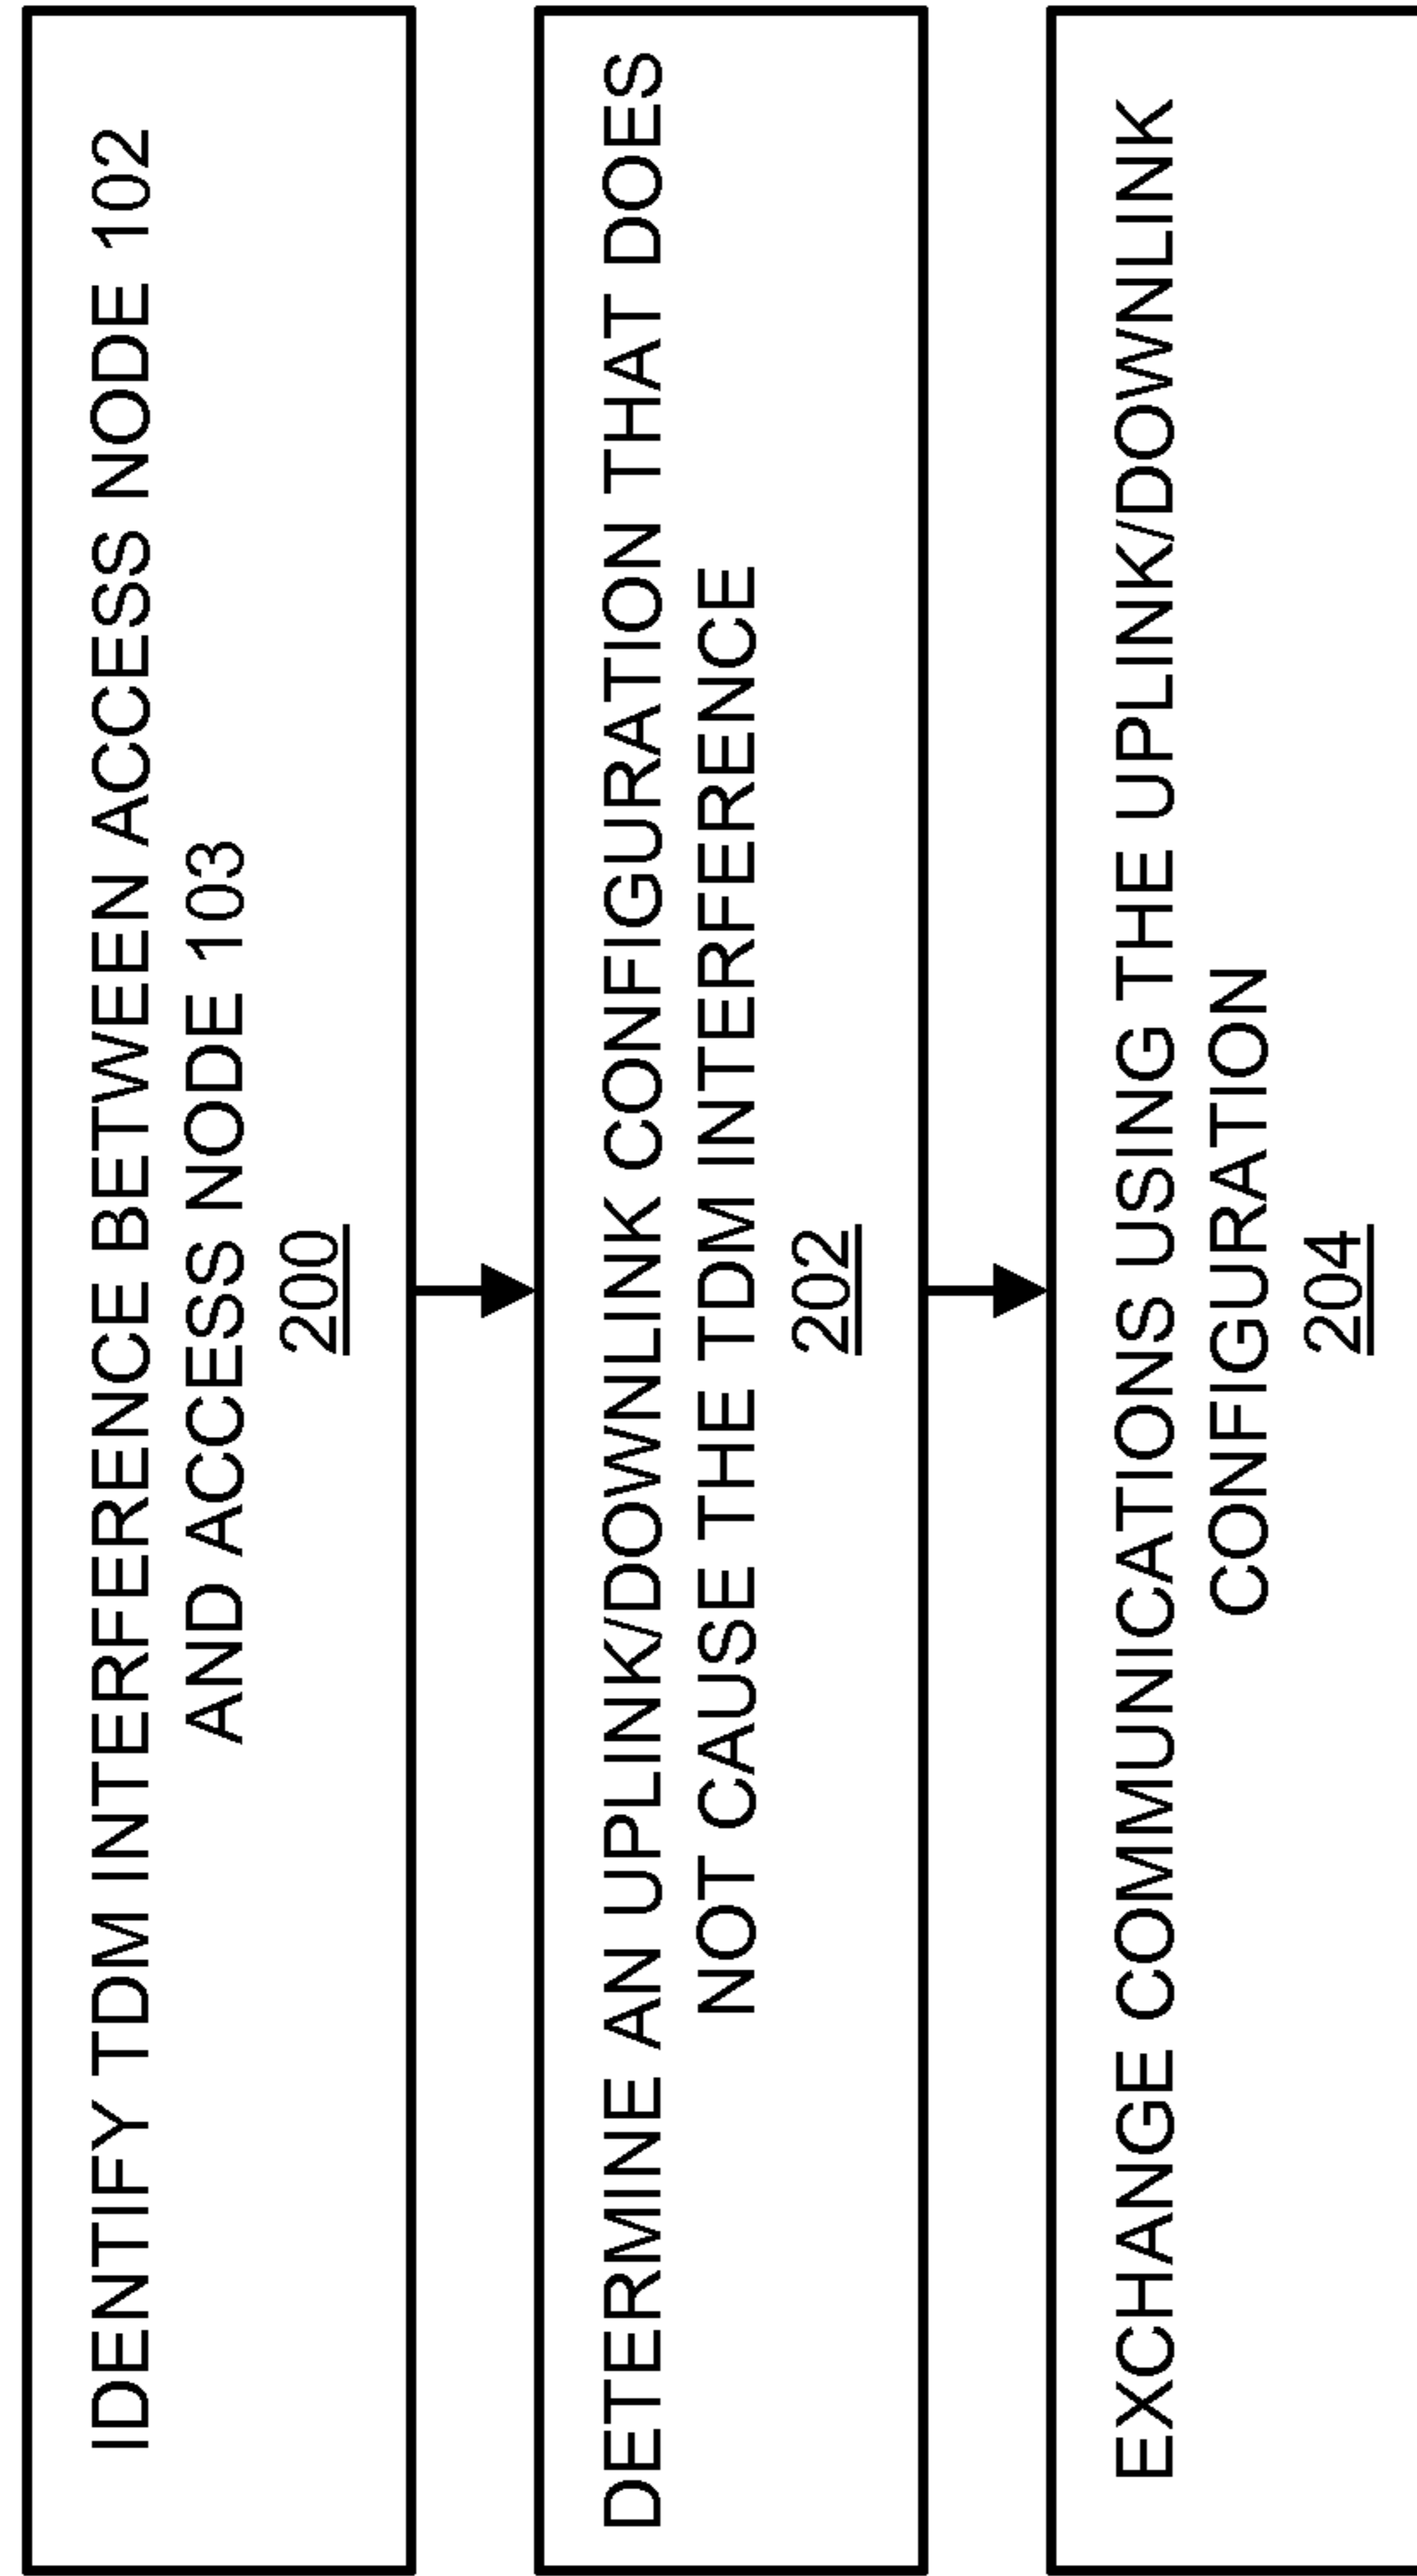 IDENTIFY TDM INTERFERENCE BETWEEN ACCESS NODE 102
AND ACCESS NODE 103
200
DETERMINE AN UPLINK/DOWNLINK CONFIGURATION THAT DOES
NOT CAUSE THE TDM INTERFERENCE
202
EXCHANGE COMMUNICATIONS USING THE UPLINK/DOWNLINK
CONFIGURATION
204